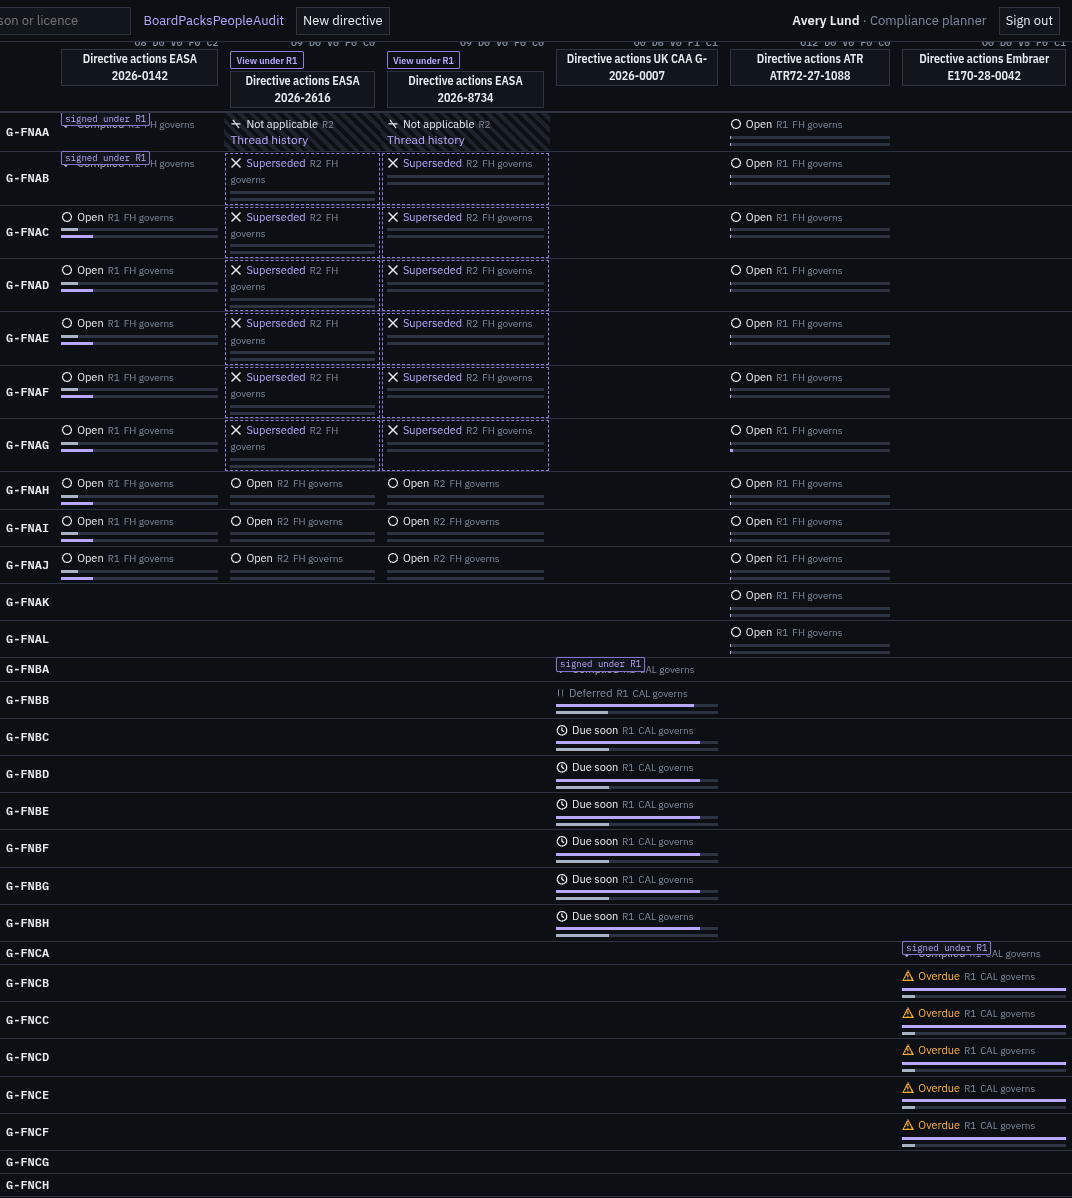 son or licence
BoardPacksPeopleAudit
New directive
Avery Lund · Compliance planner
Sign out
Directive actions EASA
2026-0142
View under R1
Directive actions EASA
2026-2616
View under R1
Directive actions EASA
2026-8734
Directive actions UK CAA G-
2026-0007
Directive actions ATR
ATR72-27-1088
Directive actions Embraer
E170-28-0042
G-FNAA
signed under R1
FH governs
Not applicable R2
Thread history
Not applicable R2
Thread history
Open R1 FH governs
G-FNAB
signed under R1
FH governs
Superseded R2 FH
governs
Superseded R2 FH governs
Open R1 FH governs
G-FNAC
Open R1 FH governs
Superseded R2 FH
governs
Superseded R2 FH governs
Open R1 FH governs
G-FNAD
Open R1 FH governs
Superseded R2 FH
governs
Superseded R2 FH governs
Open R1 FH governs
G-FNAE
Open R1 FH governs
Superseded R2 FH
governs
Superseded R2 FH governs
Open R1 FH governs
G-FNAF
Open R1 FH governs
Superseded R2 FH
governs
Superseded R2 FH governs
Open R1 FH governs
G-FNAG
Open R1 FH governs
Superseded R2 FH
governs
Superseded R2 FH governs
Open R1 FH governs
G-FNAH
Open R1 FH governs
Open R2 FH governs
Open R2 FH governs
Open R1 FH governs
G-FNAI
Open R1 FH governs
Open R2 FH governs
Open R2 FH governs
Open R1 FH governs
G-FNAJ
Open R1 FH governs
Open R2 FH governs
Open R2 FH governs
Open R1 FH governs
G-FNAK
Open R1 FH governs
G-FNAL
Open R1 FH governs
G-FNBA
signed under R1
CAL governs
G-FNBB
Deferred R1 CAL governs
G-FNBC
Due soon R1 CAL governs
G-FNBD
Due soon R1 CAL governs
G-FNBE
Due soon R1 CAL governs
G-FNBF
Due soon R1 CAL governs
G-FNBG
Due soon R1 CAL governs
G-FNBH
Due soon R1 CAL governs
G-FNCA
signed under R1
CAL governs
G-FNCB
Overdue R1 CAL governs
G-FNCC
Overdue R1 CAL governs
G-FNCD
Overdue R1 CAL governs
G-FNCE
Overdue R1 CAL governs
G-FNCF
Overdue R1 CAL governs
G-FNCG
G-FNCH